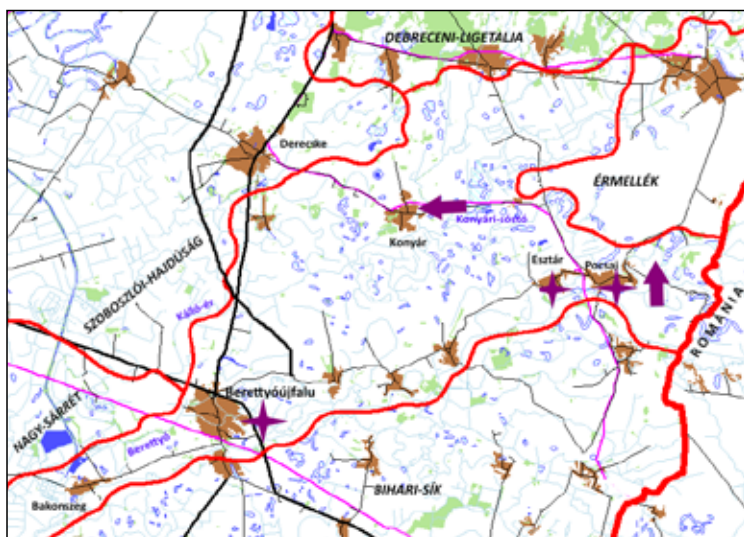 DEBRECENI-LIGETALJA
Derecske
ÉRMELLÉK
Konyár
Konyári-sóstó
SZOBOSZLÓI-HAJDÚSÁG
Esztár
Pocsaj
Kálló-ér
ROMÁNIA
NAGY-SÁRRÉT
Berettyóújfalu
Berettyó
BIHARI-SÍK
Bakonszeg